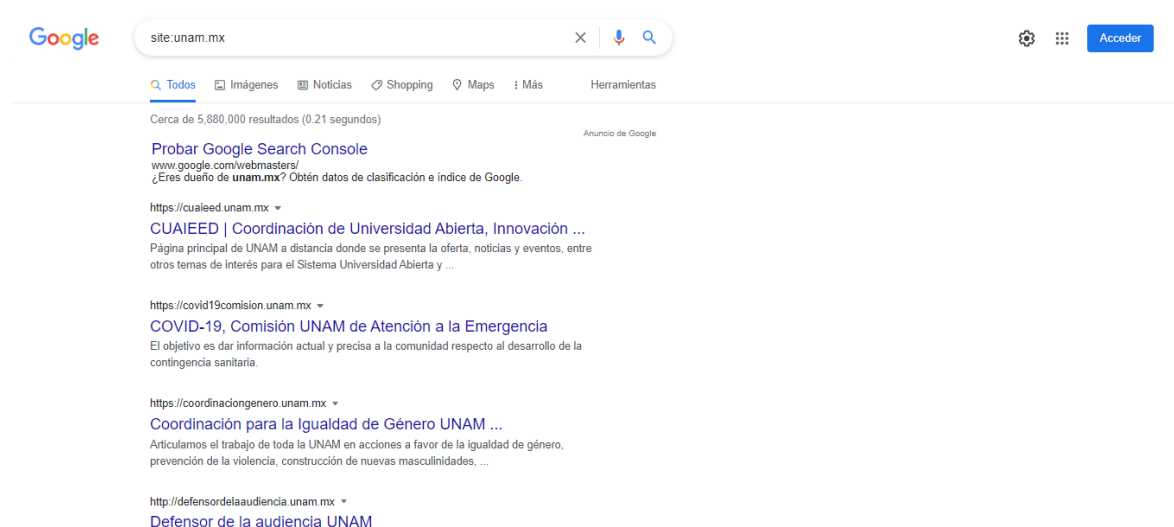 Google
site:unam.mx
Acceder
Todos
Imágenes
Noticias
Shopping
Maps
Más
Herramientas
Cerca de 5,880,000 resultados (0.21 segundos)
Anuncio de Google
Probar Google Search Console
www.google.com/webmasters/
¿Eres dueño de unam.mx? Obtén datos de clasificación e índice de Google.
https://cuaieed.unam.mx
CUAIEED | Coordinación de Universidad Abierta, Innovación ...
Página principal de UNAM a distancia donde se presenta la oferta, noticias y eventos, entre
otros temas de interés para el Sistema Universidad Abierta y ...
https://covid19comision.unam.mx
COVID-19, Comisión UNAM de Atención a la Emergencia
El objetivo es dar información actual y precisa a la comunidad respecto al desarrollo de la
contingencia sanitaria.
https://coordinaciongenero.unam.mx
Coordinación para la Igualdad de Género UNAM ...
Articulamos el trabajo de toda la UNAM en acciones a favor de la igualdad de género,
prevención de la violencia, construcción de nuevas masculinidades, ...
http://defensordelaaudiencia.unam.mx
Defensor de la audiencia UNAM